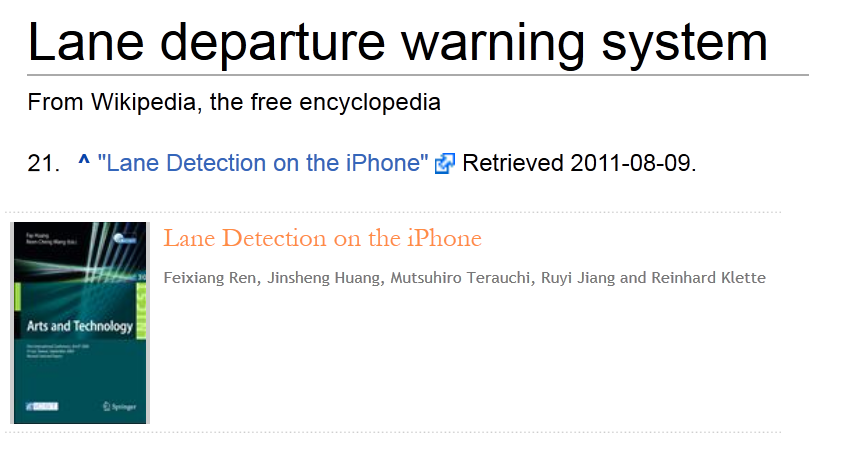 Lane departure warning system
From Wikipedia, the free encyclopedia
21. ^ "Lane Detection on the iPhone" Retrieved 2011-08-09.
Lane Detection on the iPhone
Feixiang Ren, Jinsheng Huang, Mutsuhiro Terauchi, Ruyi Jiang and Reinhard Klette
Arts and Technology
Springer